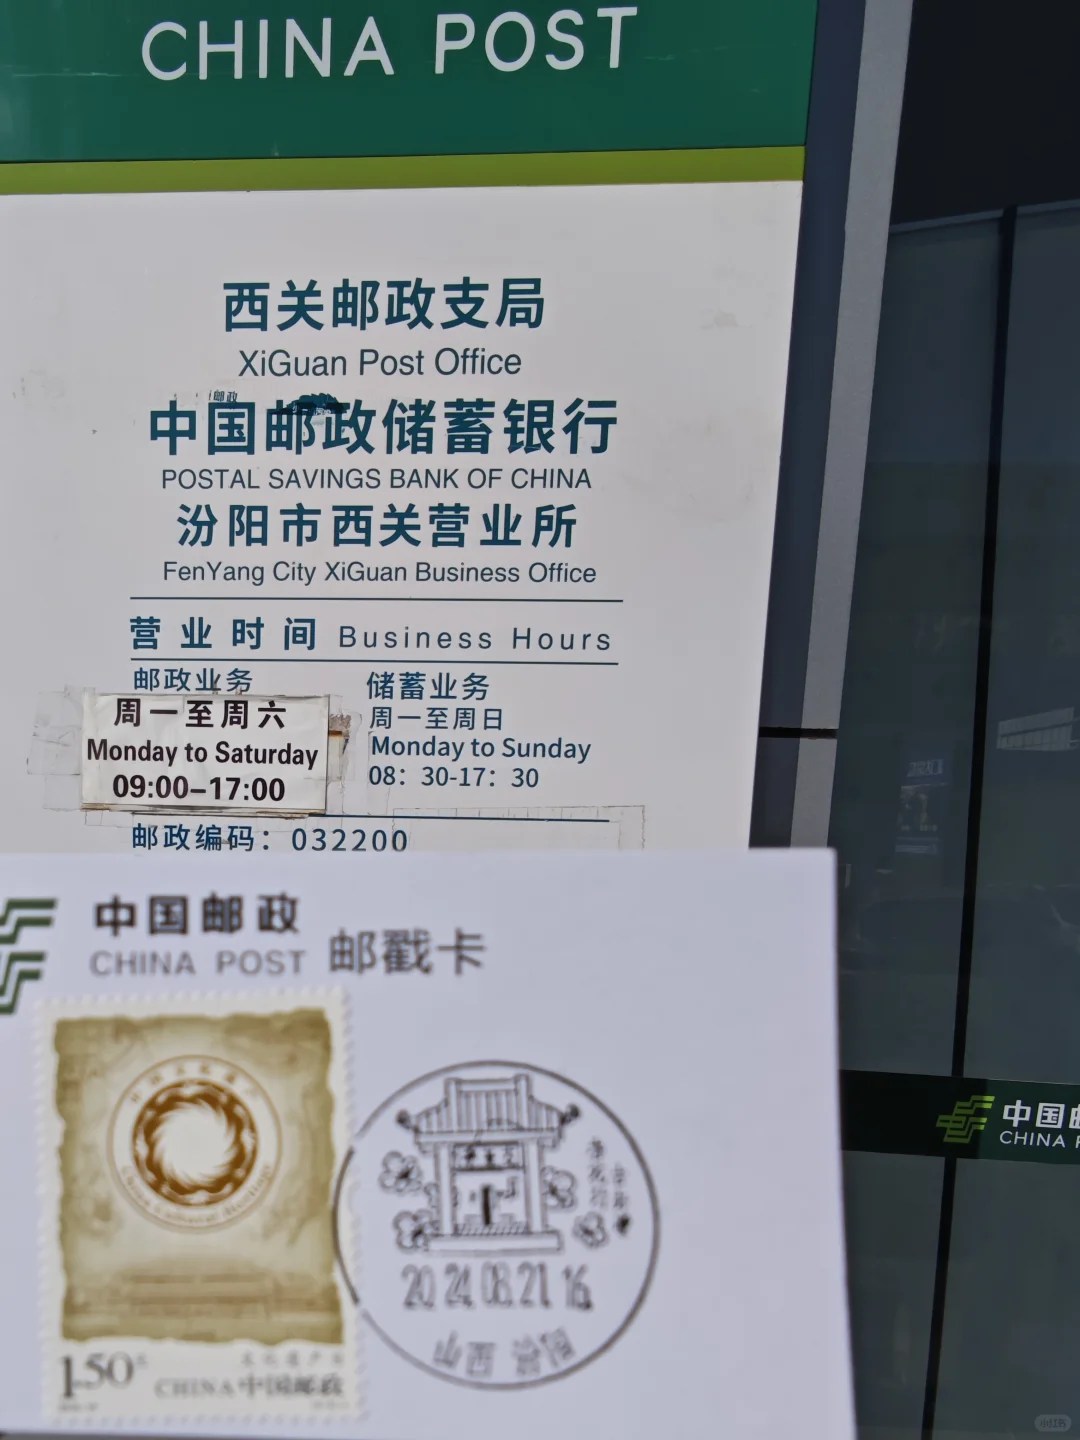 CHINA POST
西关邮政支局
XiGuan Post Office
中国邮政储蓄银行
POSTAL SAVINGS BANK OF CHINA
汾阳市西关营业所
FenYang City XiGuan Business Office
营业时间 Business Hours
邮政业务
周一至周六
Monday to Saturday
09:00-17:00
储蓄业务
周一至周日
Monday to Sunday
08：30-17：30
邮政编码：032200
中国邮政
CHINA POST
邮戳卡
2024.08.21.16
山西 汾阳
1.50元
CHINA中国邮政
中国邮
CHINA P